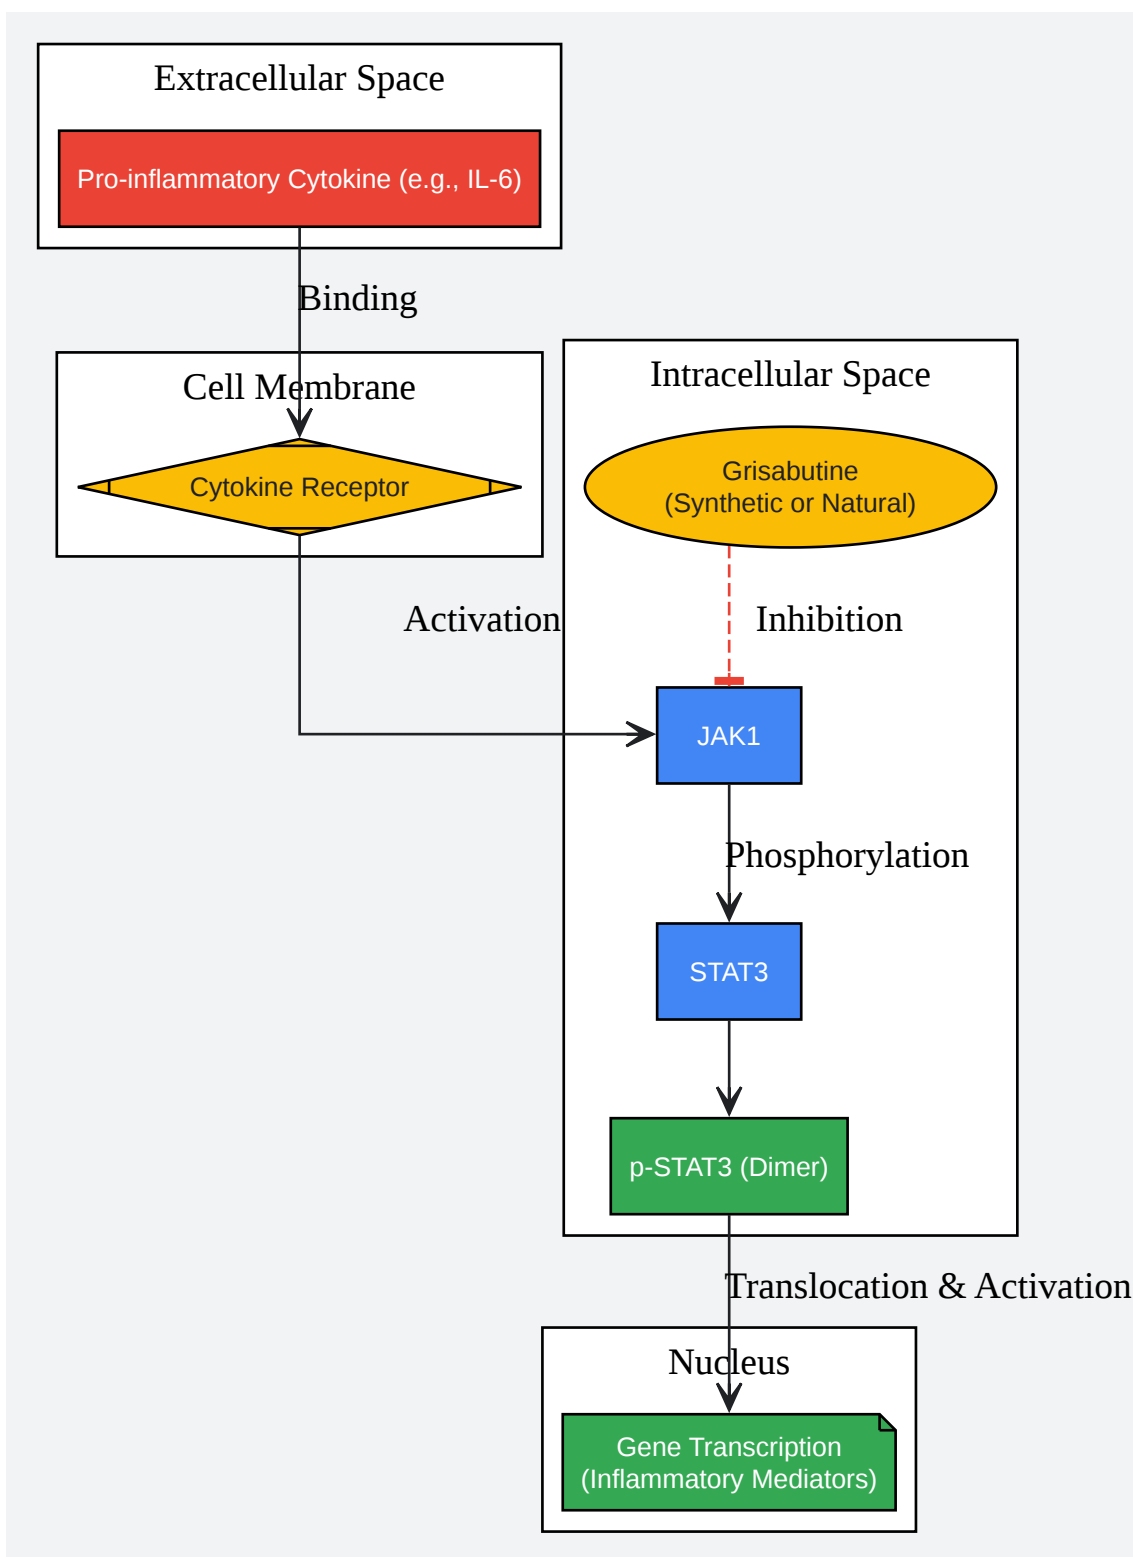 Extracellular Space
Pro-inflammatory Cytokine (e.g., IL-6)
Binding
Cell Membrane
Cytokine Receptor
Intracellular Space
Grisabutine
(Synthetic or Natural)
Activation
Inhibition
JAK1
Phosphorylation
STAT3
p-STAT3 (Dimer)
Translocation & Activation
Nucleus
Gene Transcription
(Inflammatory Mediators)